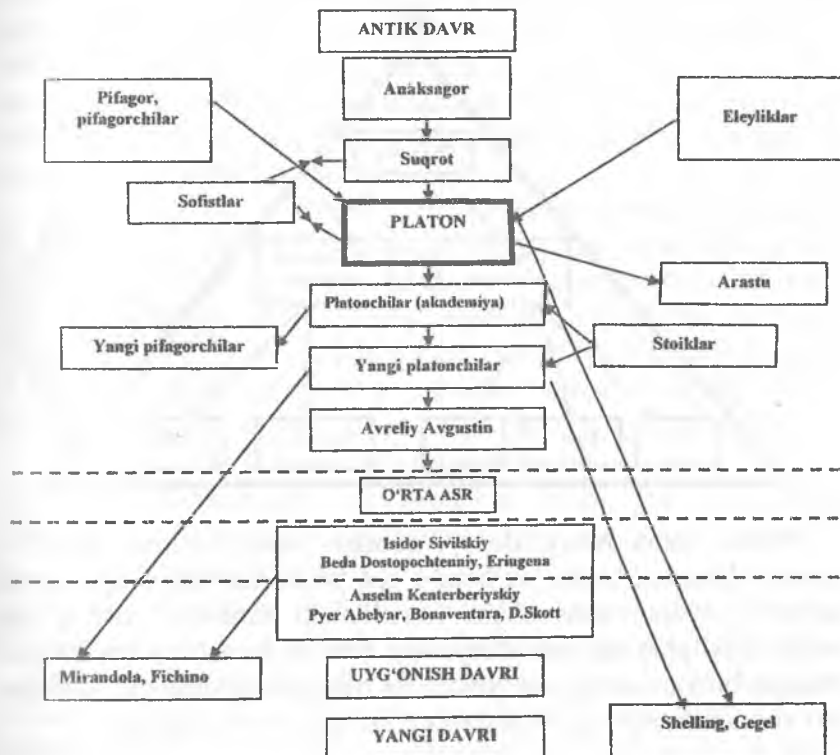 ANTIK DAVR
Anaksagor
Pifagor,
pifagorchilar
Eleyliklar
Suqrot
Sofistlar
PLATON
Arastu
Platonchilar (akademiya)
Yangi pifagorchilar
Stoiklar
Yangi platonchilar
Avreliy Avgustin
O‘RTA ASR
Isidor Sivilskiy
Beda Dostopochtenniy, Eriugena
Anselm Kenterberiyskiy
Pyer Abelyar, Bonaventura, D.Skott
Mirandola, Fichino
UYG‘ONISH DAVRI
Shelling, Gegel
YANGI DAVRI